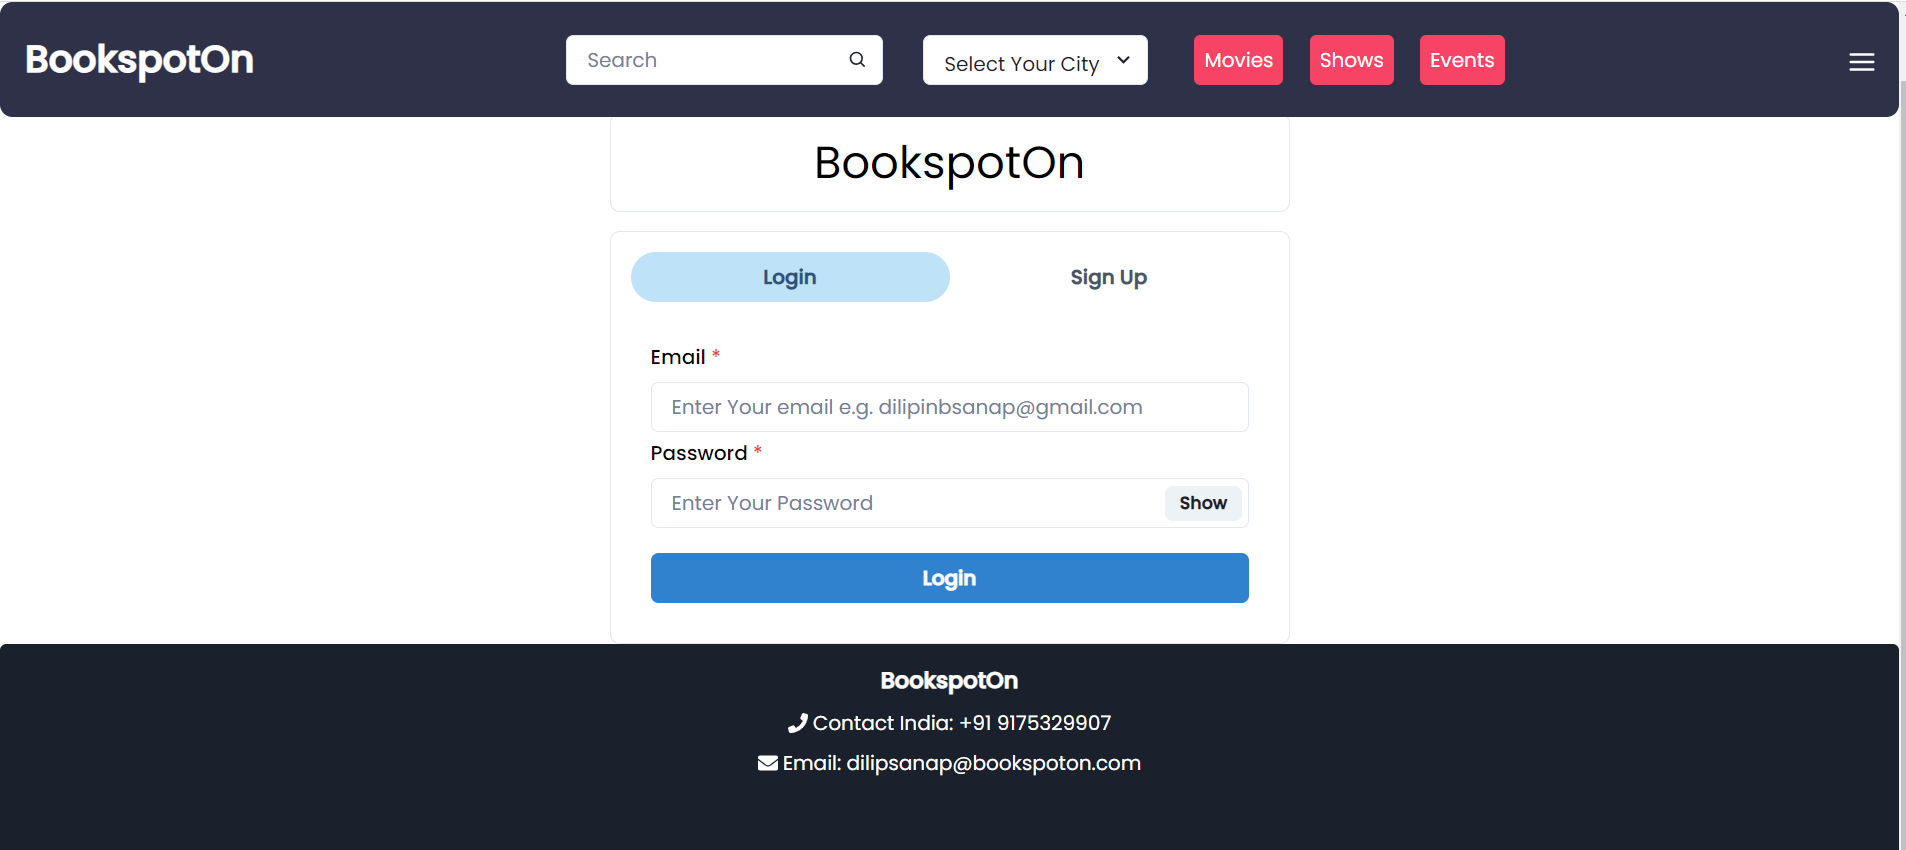 BookspotOn Search Select Your City Movies Shows Events
BookspotOn
Login Sign Up
Email *
Enter Your email e.g. dilipinbsanap@gmail.com
Password *
Enter Your Password Show
Login
BookspotOn
Contact India: +91 9175329907
Email: dilipsanap@bookspoton.com